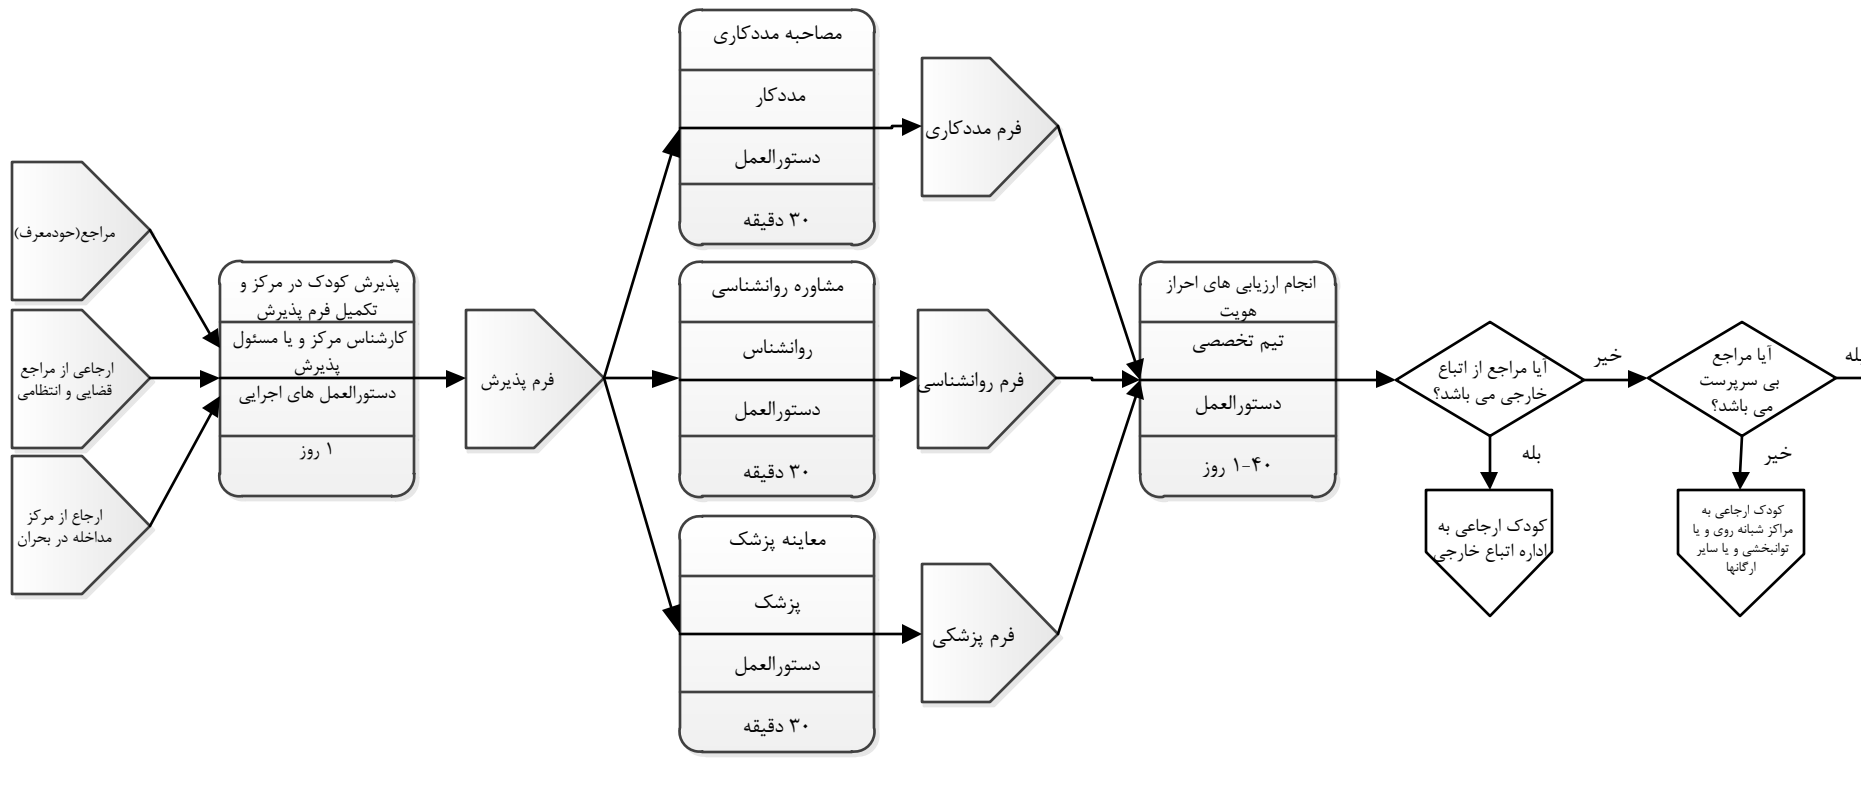 مراجع(حودمعرف)
ارجاعی از مراجع
قضایی و انتظامی
ارجاع از مرکز
مداخله در بحران
پذیرش کودک در مرکز و
تکمیل فرم پذیرش
کارشناس مرکز و یا مسئول
پذیرش
دستورالعمل های اجرایی
۱ روز
فرم پذیرش
مصاحبه مددکاری
مددکار
دستورالعمل
۳۰ دقیقه
مشاوره روانشناسی
روانشناس
دستورالعمل
۳۰ دقیقه
معاینه پزشک
پزشک
دستورالعمل
۳۰ دقیقه
فرم مددکاری
فرم روانشناسی
فرم پزشکی
انجام ارزیابی های احراز
هویت
تیم تخصصی
دستورالعمل
۱-۴۰ روز
آیا مراجع از اتباع
خارجی می باشد؟
خیر
بله
کودک ارجاعی به
اداره اتباع خارجی
آیا مراجع
بی سرپرست
می باشد؟
خیر
کودک ارجاعی به
مراکز شبانه روی و یا
توانبخشی و یا سایر
ارگانها